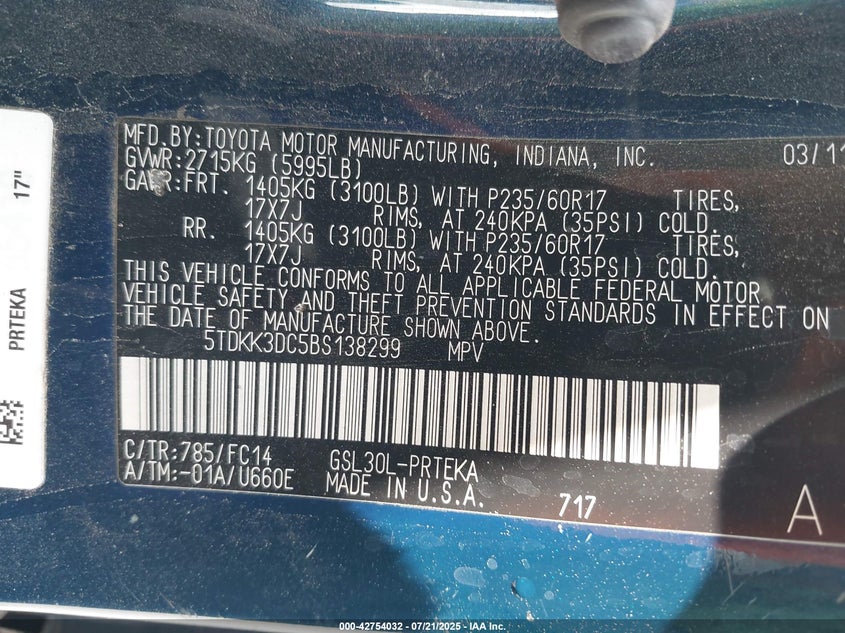 MFD.BY:TOYOTA MOTOR MANUFACTURING, INDIANA, INC. 03/11
GVWR:2715KG (5995LB)
GAWR:FRT. 1405KG (3100LB) WITH P235/60R17 TIRES,
17X7J RIMS, AT 240KPA (35PSI) COLD.
RR. 1405KG (3100LB) WITH P235/60R17 TIRES,
17X7J RIMS, AT 240KPA (35PSI) COLD.
THIS VEHICLE CONFORMS TO ALL APPLICABLE FEDERAL MOTOR
VEHICLE SAFETY AND THEFT PREVENTION STANDARDS IN EFFECT ON
THE DATE OF MANUFACTURE SHOWN ABOVE.
5TDKK3DC5BS138299 MPV
C/TR:785/FC14 GSL30L-PRTEKA
A/TM:-01A/U660E MADE IN U.S.A. 717
A
17"
PRTEKA
000-42754032 - 07/21/2025 - IAA Inc.